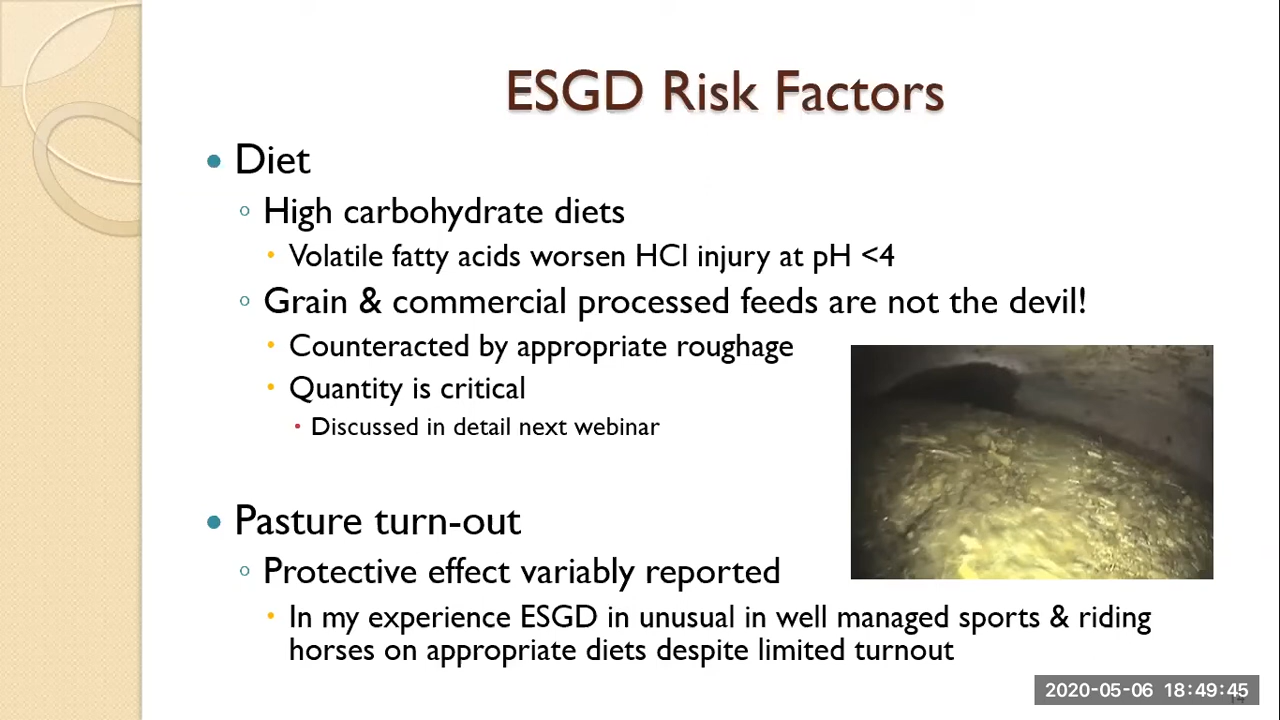 ESGD Risk Factors
Diet
High carbohydrate diets
Volatile fatty acids worsen HCl injury at pH <4
Grain & commercial processed feeds are not the devil!
Counteracted by appropriate roughage
Quantity is critical
Discussed in detail next webinar
Pasture turn-out
Protective effect variably reported
In my experience ESGD in unusual in well managed sports & riding
horses on appropriate diets despite limited turnout
2020-05-06 18:49:45